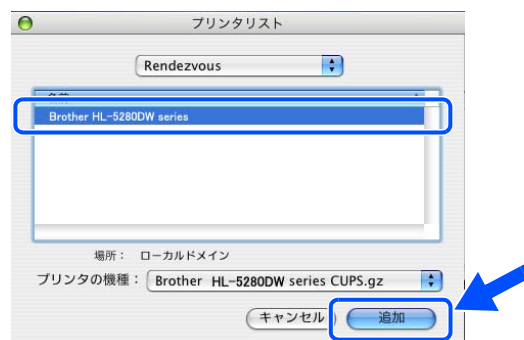 プリンタリスト
Rendezvous
名前
Brother HL-5280DW series
場所： ローカルドメイン
プリンタの機種： Brother HL-5280DW series CUPS.gz
キャンセル 追加